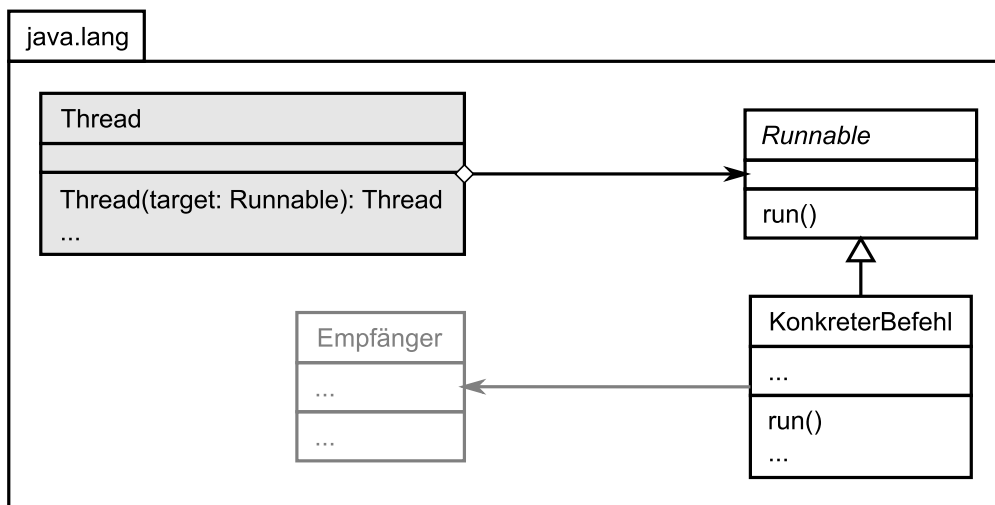 java.lang
Thread
Thread(target: Runnable): Thread
...
Runnable
run()
Empfänger
...
...
KonkreterBefehl
...
run()
...